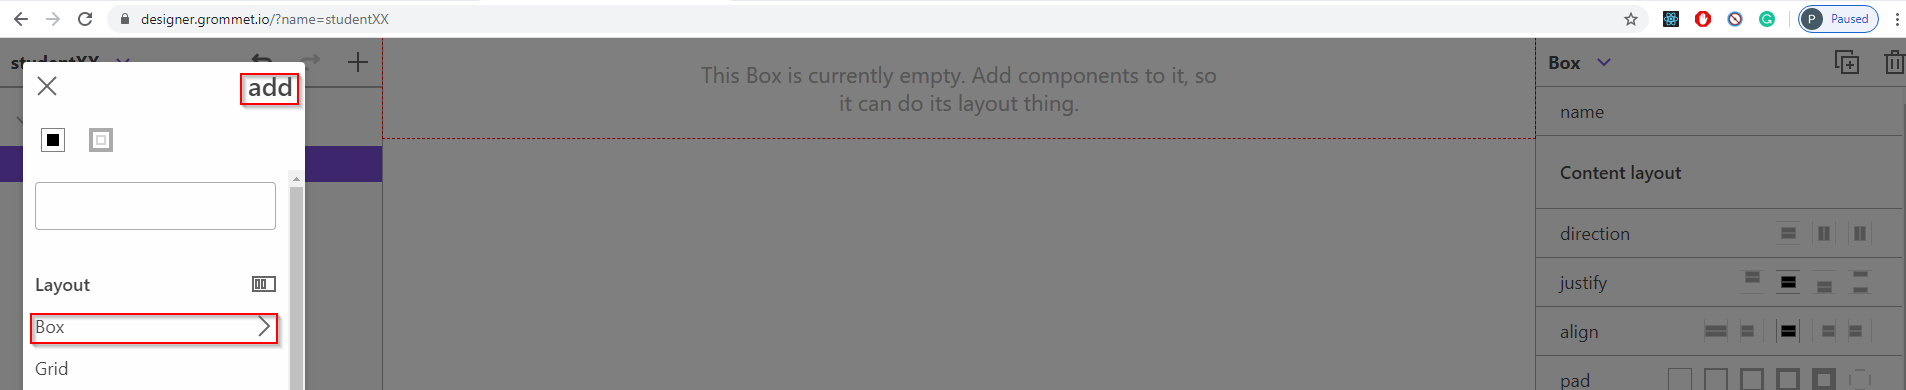 designer.grommet.io/?name=studentXX
P Paused
studentXX
add
Layout
Box
Grid
This Box is currently empty. Add components to it, so
it can do its layout thing.
Box
name
Content layout
direction
justify
align
pad